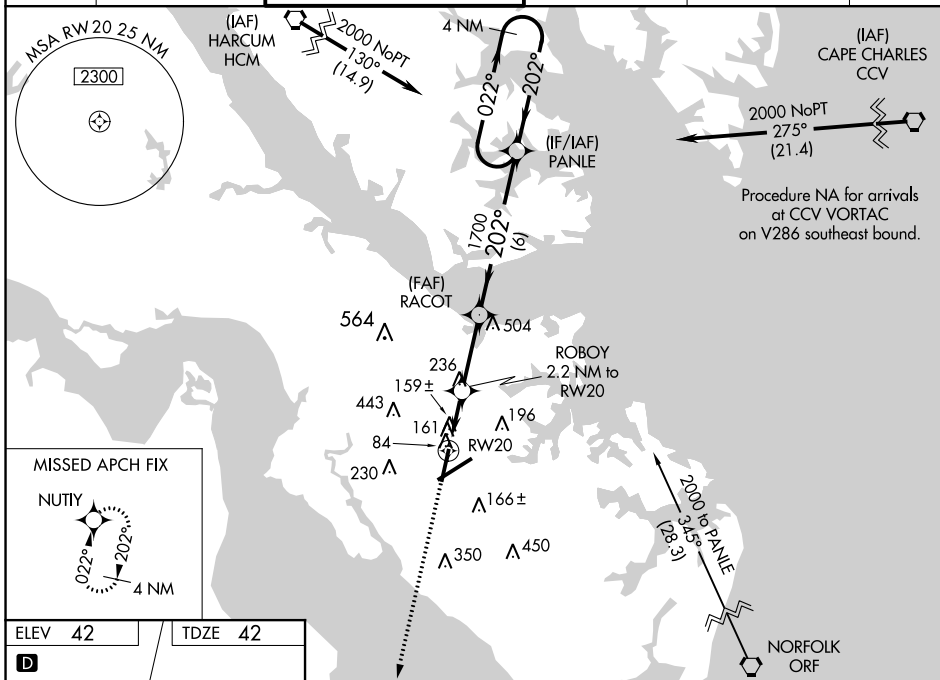 MSA RW 20 25 NM
2300
(IAF)
HARCUM
HCM
2000 NoPT
130°
(14.9)
4 NM
022°
202°
(IF/IAF)
PANLE
(IAF)
CAPE CHARLES
CCV
2000 NoPT
275°
(21.4)
Procedure NA for arrivals
at CCV VORTAC
on V286 southeast bound.
1700
202°
(6)
(FAF)
RACOT
564
504
236
ROBOY
2.2 NM to
RW20
159±
443
161
196
84
RW20
230
166±
350
450
MISSED APCH FIX
NUTIY
022°
202°
4 NM
2000 to PANLE
345°
(28.3)
NORFOLK
ORF
ELEV 42
TDZE 42
D